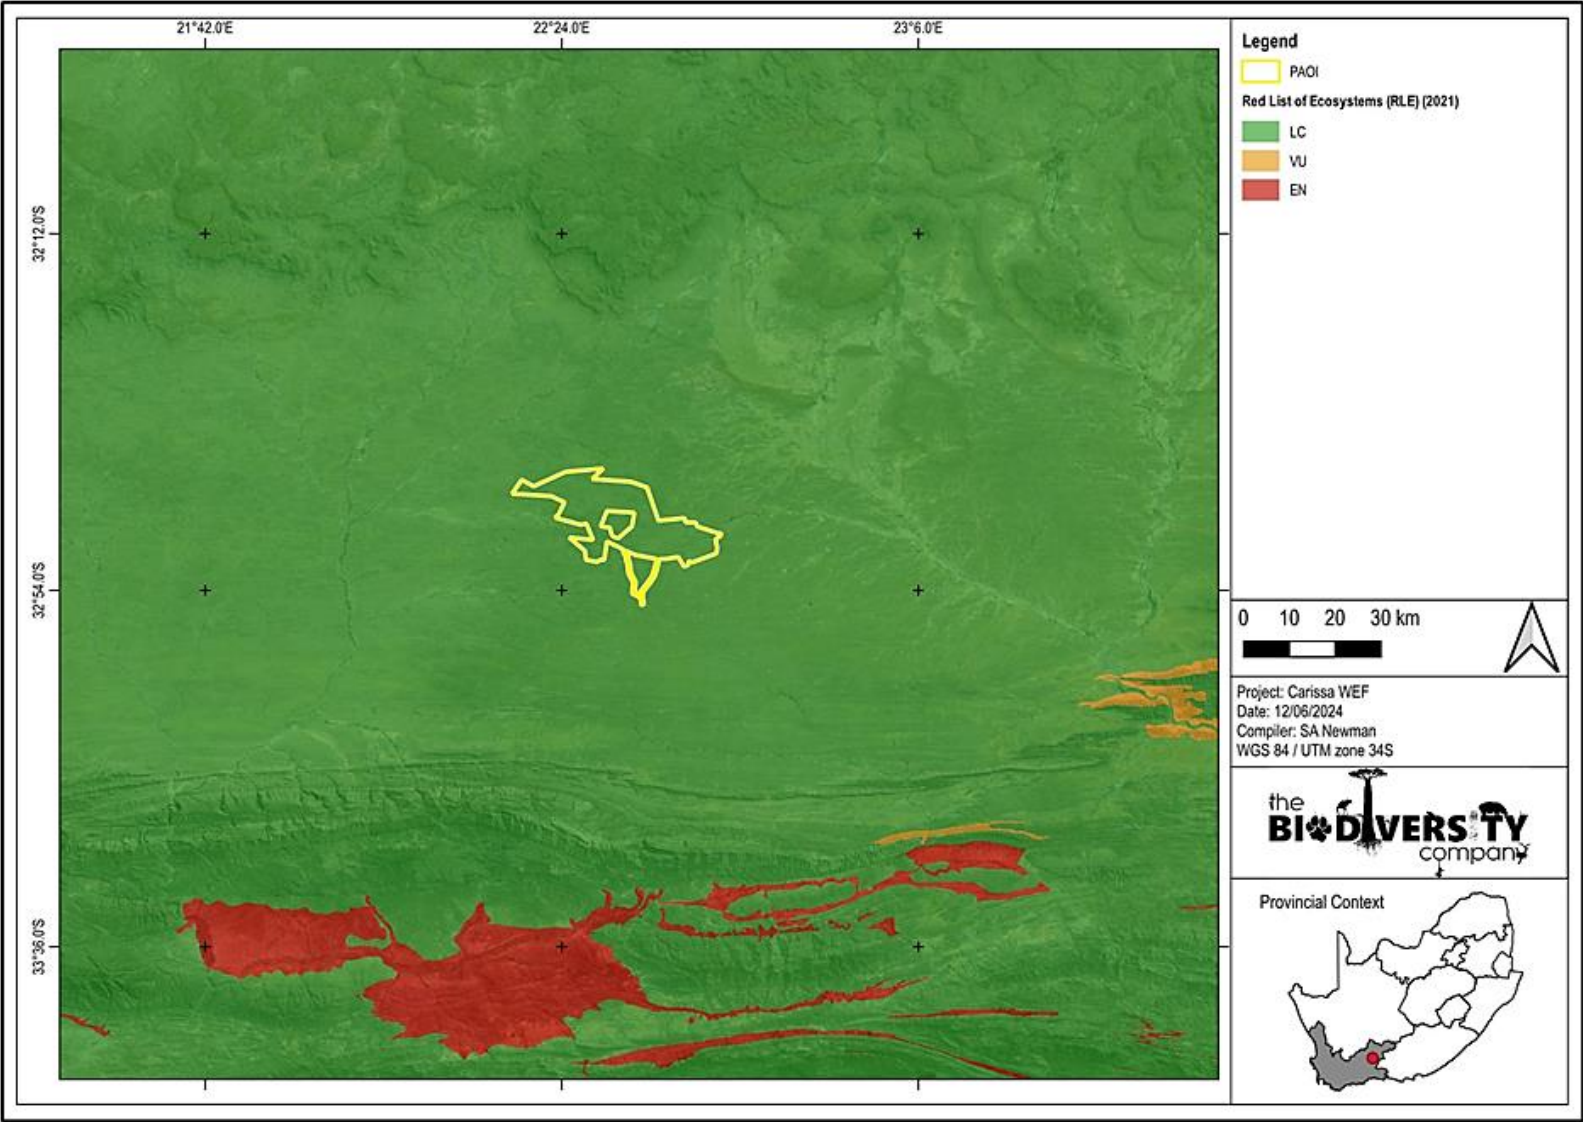 21°42.0'E 22°24.0'E 23°6.0'E
32°12.0'S
32°54.0'S
33°36.0'S
Legend
PAOI
Red List of Ecosystems (RLE) (2021)
LC
VU
EN
0 10 20 30 km
Project: Carissa WEF
Date: 12/06/2024
Compiler: SA Newman
WGS 84 / UTM zone 34S
the
BIODIVERSITY
company
Provincial Context